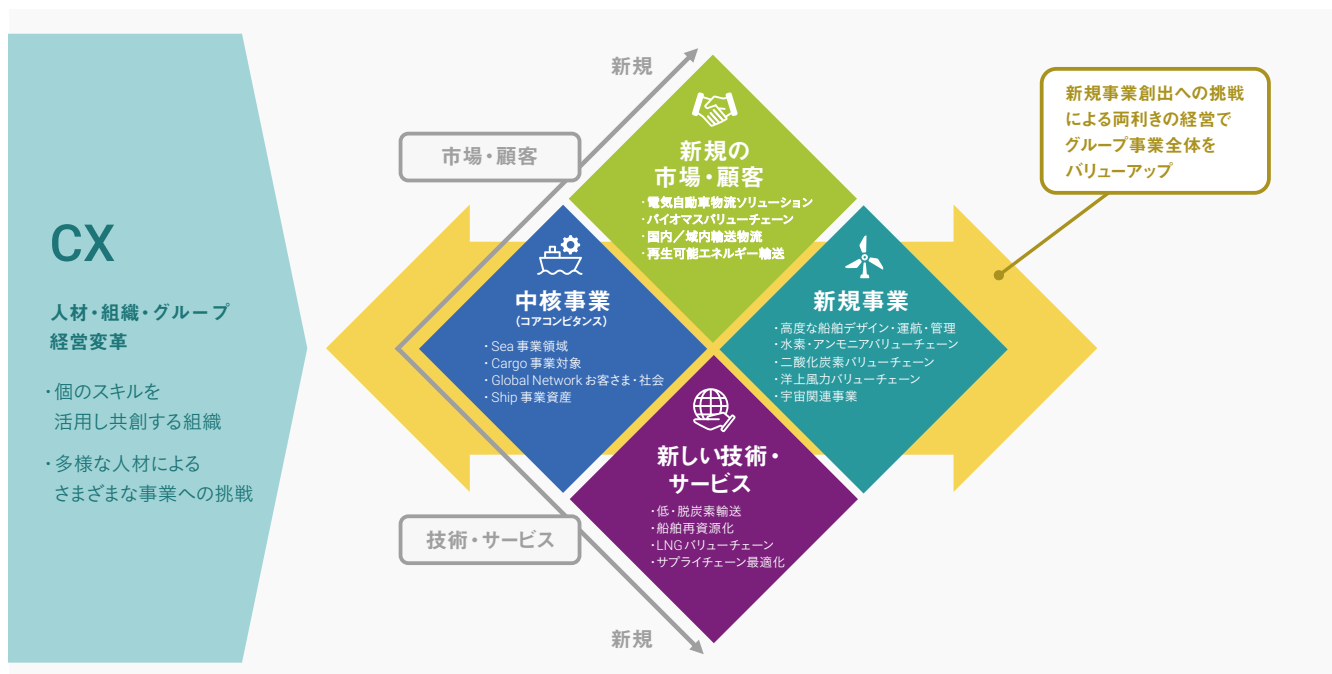 CX
人材・組織・グループ
経営変革
・個のスキルを
活用し共創する組織
・多様な人材による
さまざまな事業への挑戦
新規
市場・顧客
新規の
市場・顧客
・電気自動車物流ソリューション
・バイオマスバリューチェーン
・国内／域内輸送物流
・再生可能エネルギー輸送
中核事業
(コアコンピタンス)
・Sea 事業領域
・Cargo 事業対象
・Global Network お客さま・社会
・Ship 事業資産
新規事業
・高度な船舶デザイン・運航・管理
・水素・アンモニアバリューチェーン
・二酸化炭素バリューチェーン
・洋上風力バリューチェーン
・宇宙関連事業
新しい技術・
サービス
・低・脱炭素輸送
・船舶再資源化
・LNGバリューチェーン
・サプライチェーン最適化
技術・サービス
新規
新規事業創出への挑戦
による両利きの経営で
グループ事業全体を
バリューアップ